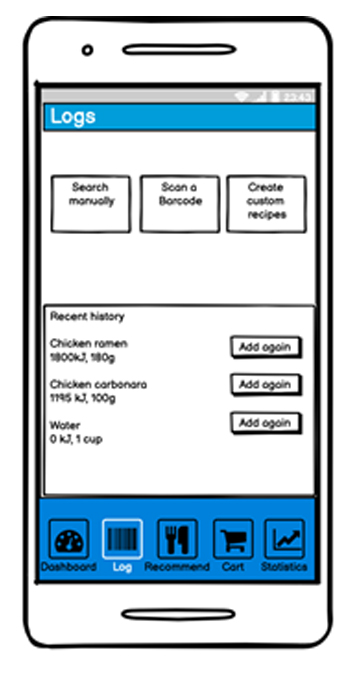 23:43
Logs
Search
manually
Scan a
Barcode
Create
custom
recipes
Recent history
Chicken ramen
1800kJ, 180g
Add again
Chicken carbonara
1195 kJ, 100g
Add again
Water
0 kJ, 1 cup
Add again
Dashboard
Log
Recommend
Cart
Statistics